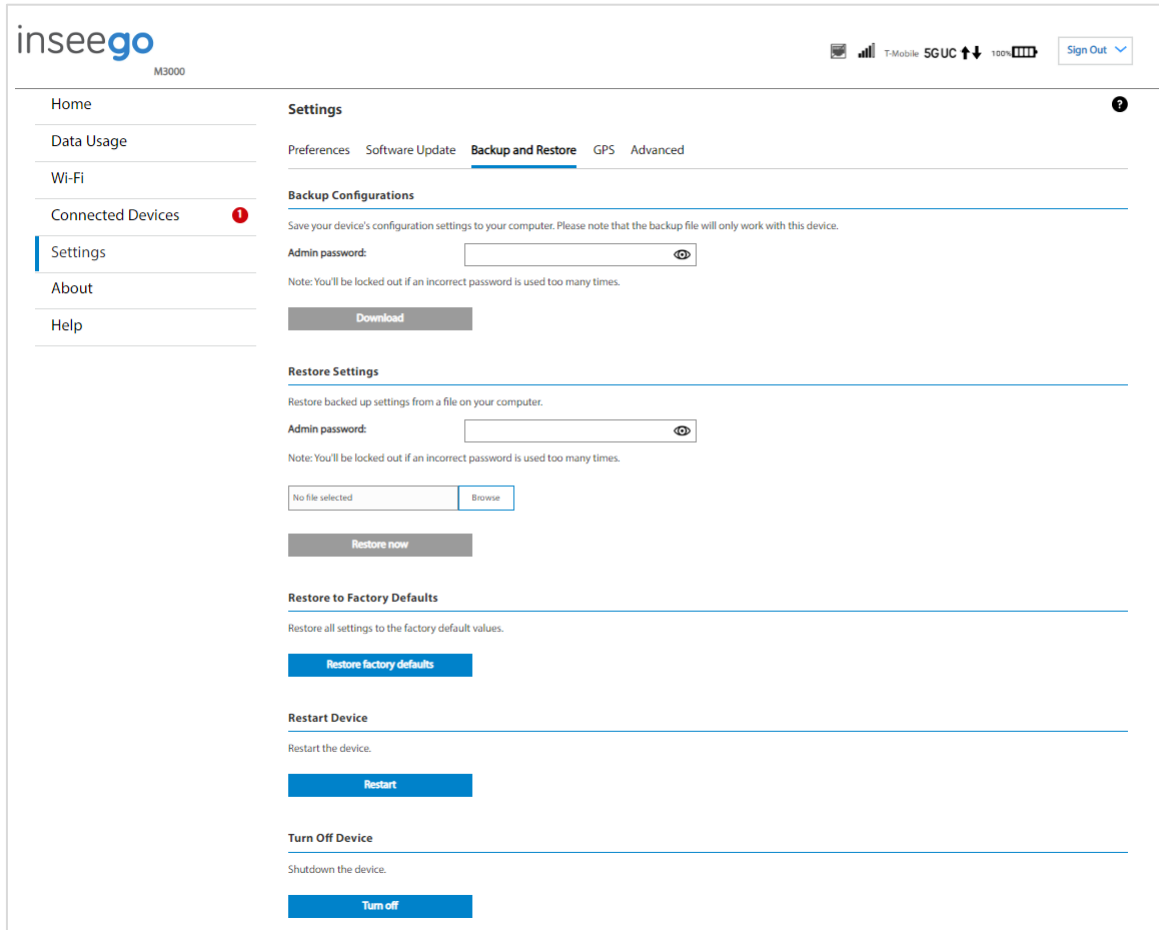 inseego
M3000
T-Mobile 5G UC 100% Sign Out
Home
Data Usage
Wi-Fi
Connected Devices 1
Settings
About
Help
Settings ?
Preferences Software Update Backup and Restore GPS Advanced
Backup Configurations
Save your device's configuration settings to your computer. Please note that the backup file will only work with this device.
Admin password:
Note: You'll be locked out if an incorrect password is used too many times.
Download
Restore Settings
Restore backed up settings from a file on your computer.
Admin password:
Note: You'll be locked out if an incorrect password is used too many times.
No file selected Browse
Restore now
Restore to Factory Defaults
Restore all settings to the factory default values.
Restore factory defaults
Restart Device
Restart the device.
Restart
Turn Off Device
Shutdown the device.
Turn off